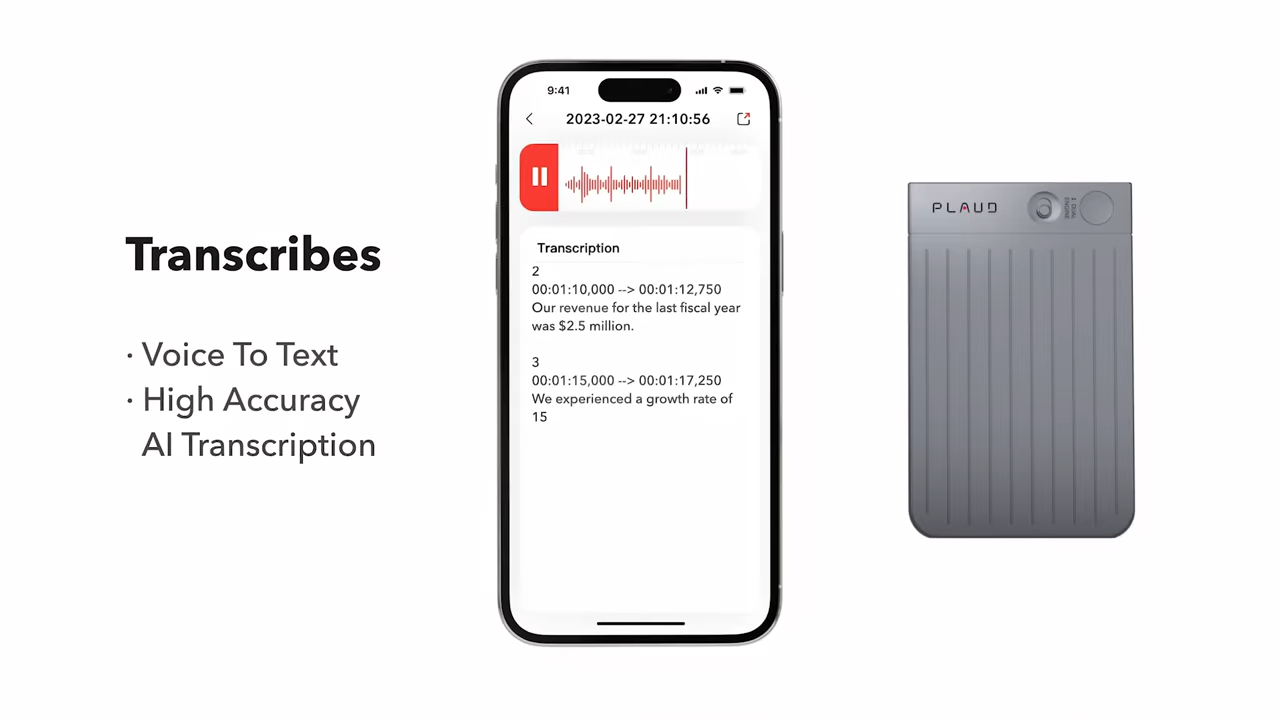 Transcribes
· Voice To Text
· High Accuracy
AI Transcription
9:41
2023-02-27 21:10:56
Transcription
2
00:01:10,000 --> 00:01:12,750
Our revenue for the last fiscal year
was $2.5 million.
3
00:01:15,000 --> 00:01:17,250
We experienced a growth rate of
15
PLAUD
DUAL
ENGINE